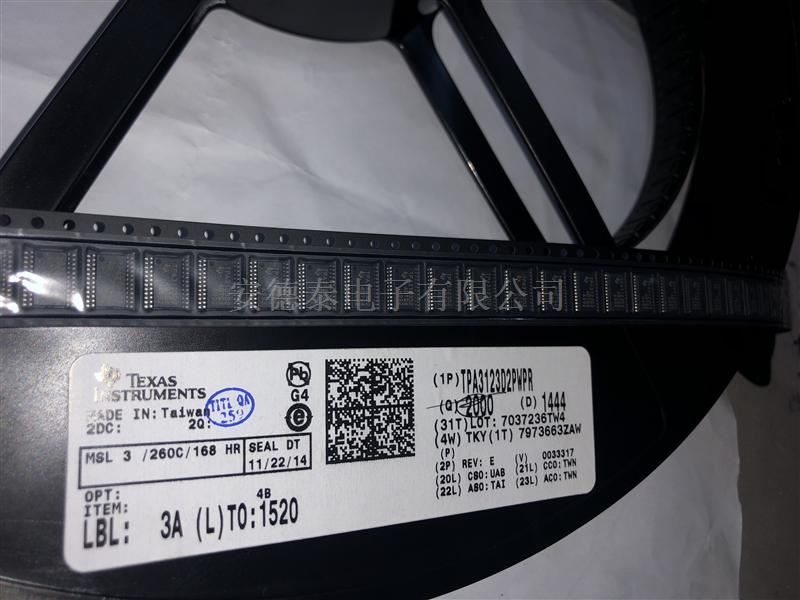 安德泰电子有限公司
TEXAS
INSTRUMENTS
MADE IN: Taiwan
2DC: 2Q:
TITL QA
259
MSL 3 /260C/168 HR
SEAL DT
11/22/14
OPT:
ITEM: 4B
LBL: 3A (L)TO:1520
Pb
G4
e
(1P) TPA3123D2PWPR
(Q) 2000 (D) 1444
(31T)LOT: 7037236TW4
(4W) TKY(1T) 7973663ZAW
(P)
(2P) REV: E (V) 0033317
(20L) CSO:UAB (21L) CCO:TWN
(22L) ASO:TAI (23L) ACO:TWN